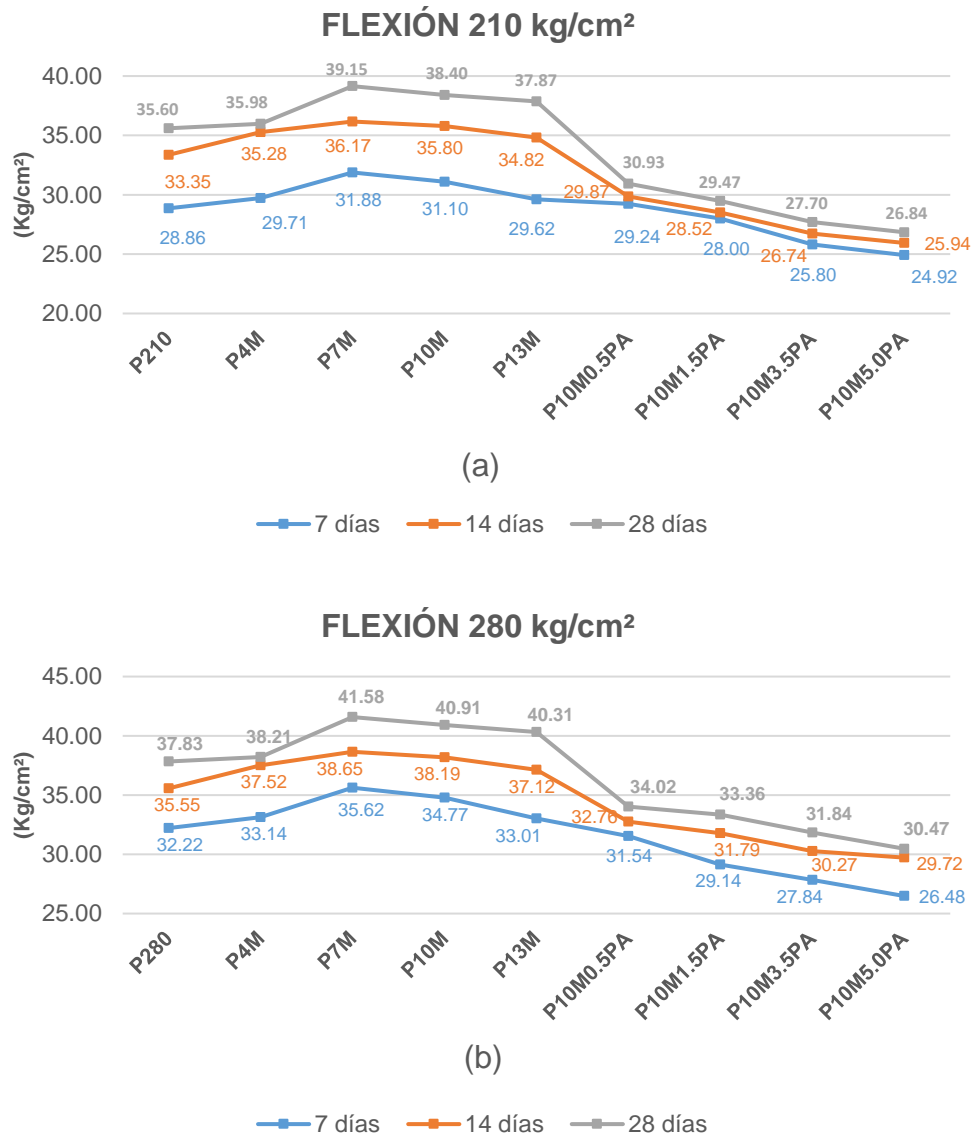 FLEXIÓN 210 kg/cm²
(Kg/cm²)
40.00
35.00
30.00
25.00
20.00
35.60 35.98 39.15 38.40 37.87 30.93 29.47 27.70 26.84
33.35 35.28 36.17 35.80 34.82 29.87 28.52 26.74 25.94
28.86 29.71 31.88 31.10 29.62 29.24 28.00 25.80 24.92
P210 P4M P7M P10M P13M P10M0.5PA P10M1.5PA P10M3.5PA P10M5.0PA
(a)
7 días 14 días 28 días
FLEXIÓN 280 kg/cm²
(Kg/cm²)
45.00
40.00
35.00
30.00
25.00
37.83 38.21 41.58 40.91 40.31 34.02 33.36 31.84 30.47
35.55 37.52 38.65 38.19 37.12 32.76 31.79 30.27 29.72
32.22 33.14 35.62 34.77 33.01 31.54 29.14 27.84 26.48
P280 P4M P7M P10M P13M P10M0.5PA P10M1.5PA P10M3.5PA P10M5.0PA
(b)
7 días 14 días 28 días